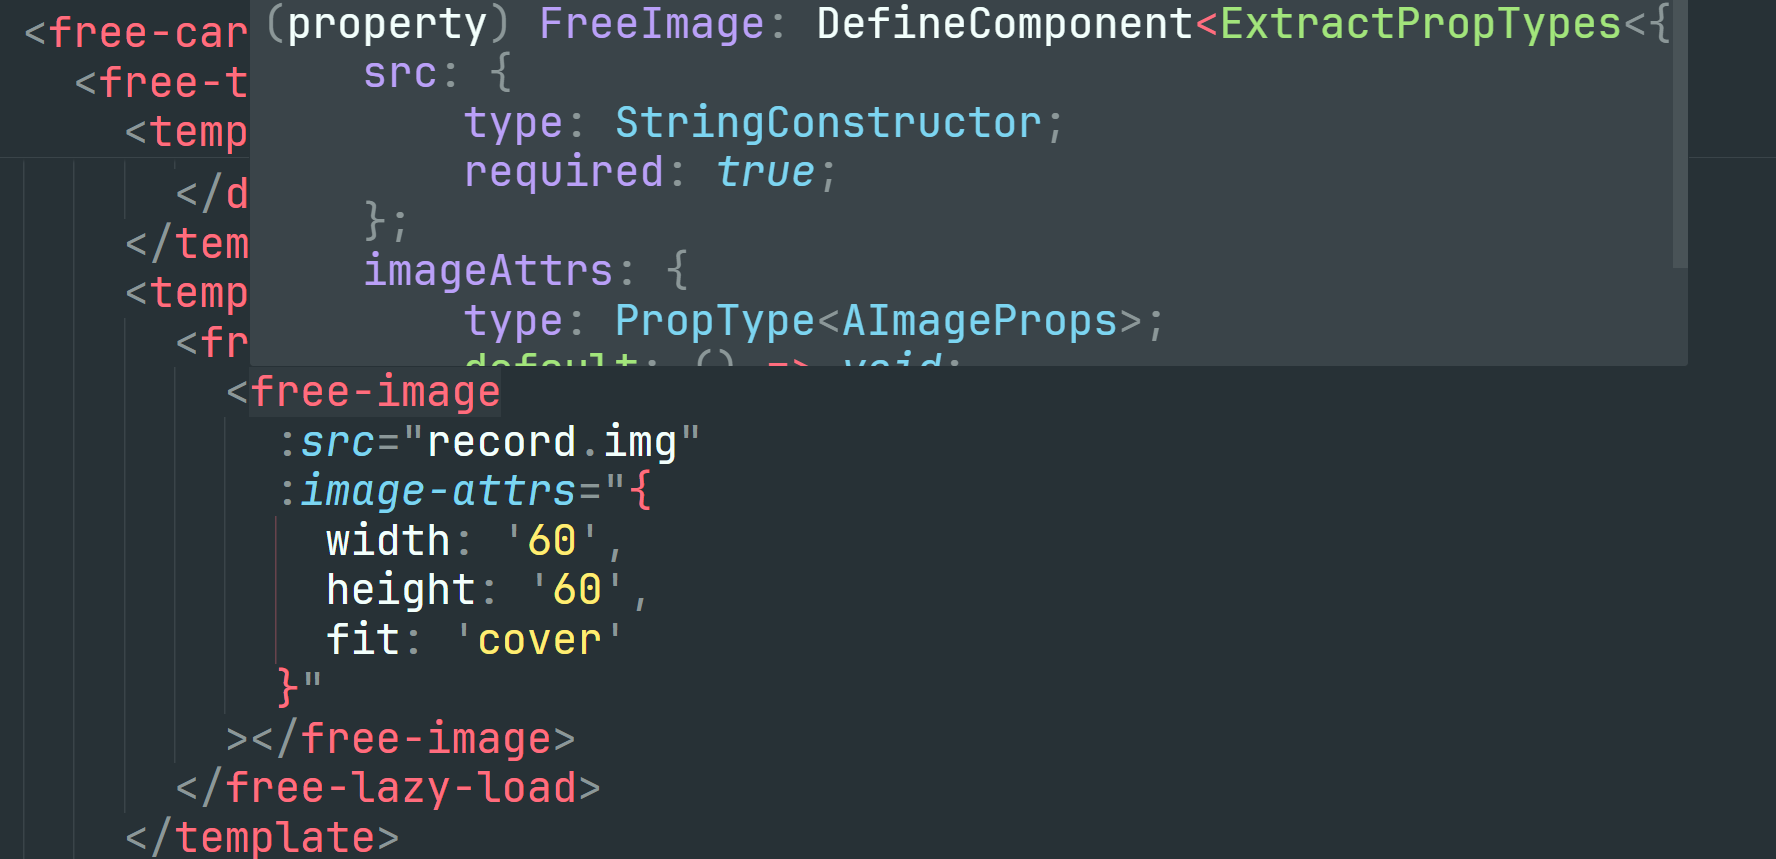 <free-car
(property) FreeImage: DefineComponent<ExtractPropTypes<{
<free-t
src: {
<temp
type: StringConstructor;
required: true;
</d
};
</tem
imageAttrs: {
<temp
type: PropType<AImageProps>;
<fr
default: () => void;
<free-image
:src="record.img"
:image-attrs="{
width: '60',
height: '60',
fit: 'cover'
}"
></free-image>
</free-lazy-load>
</template>